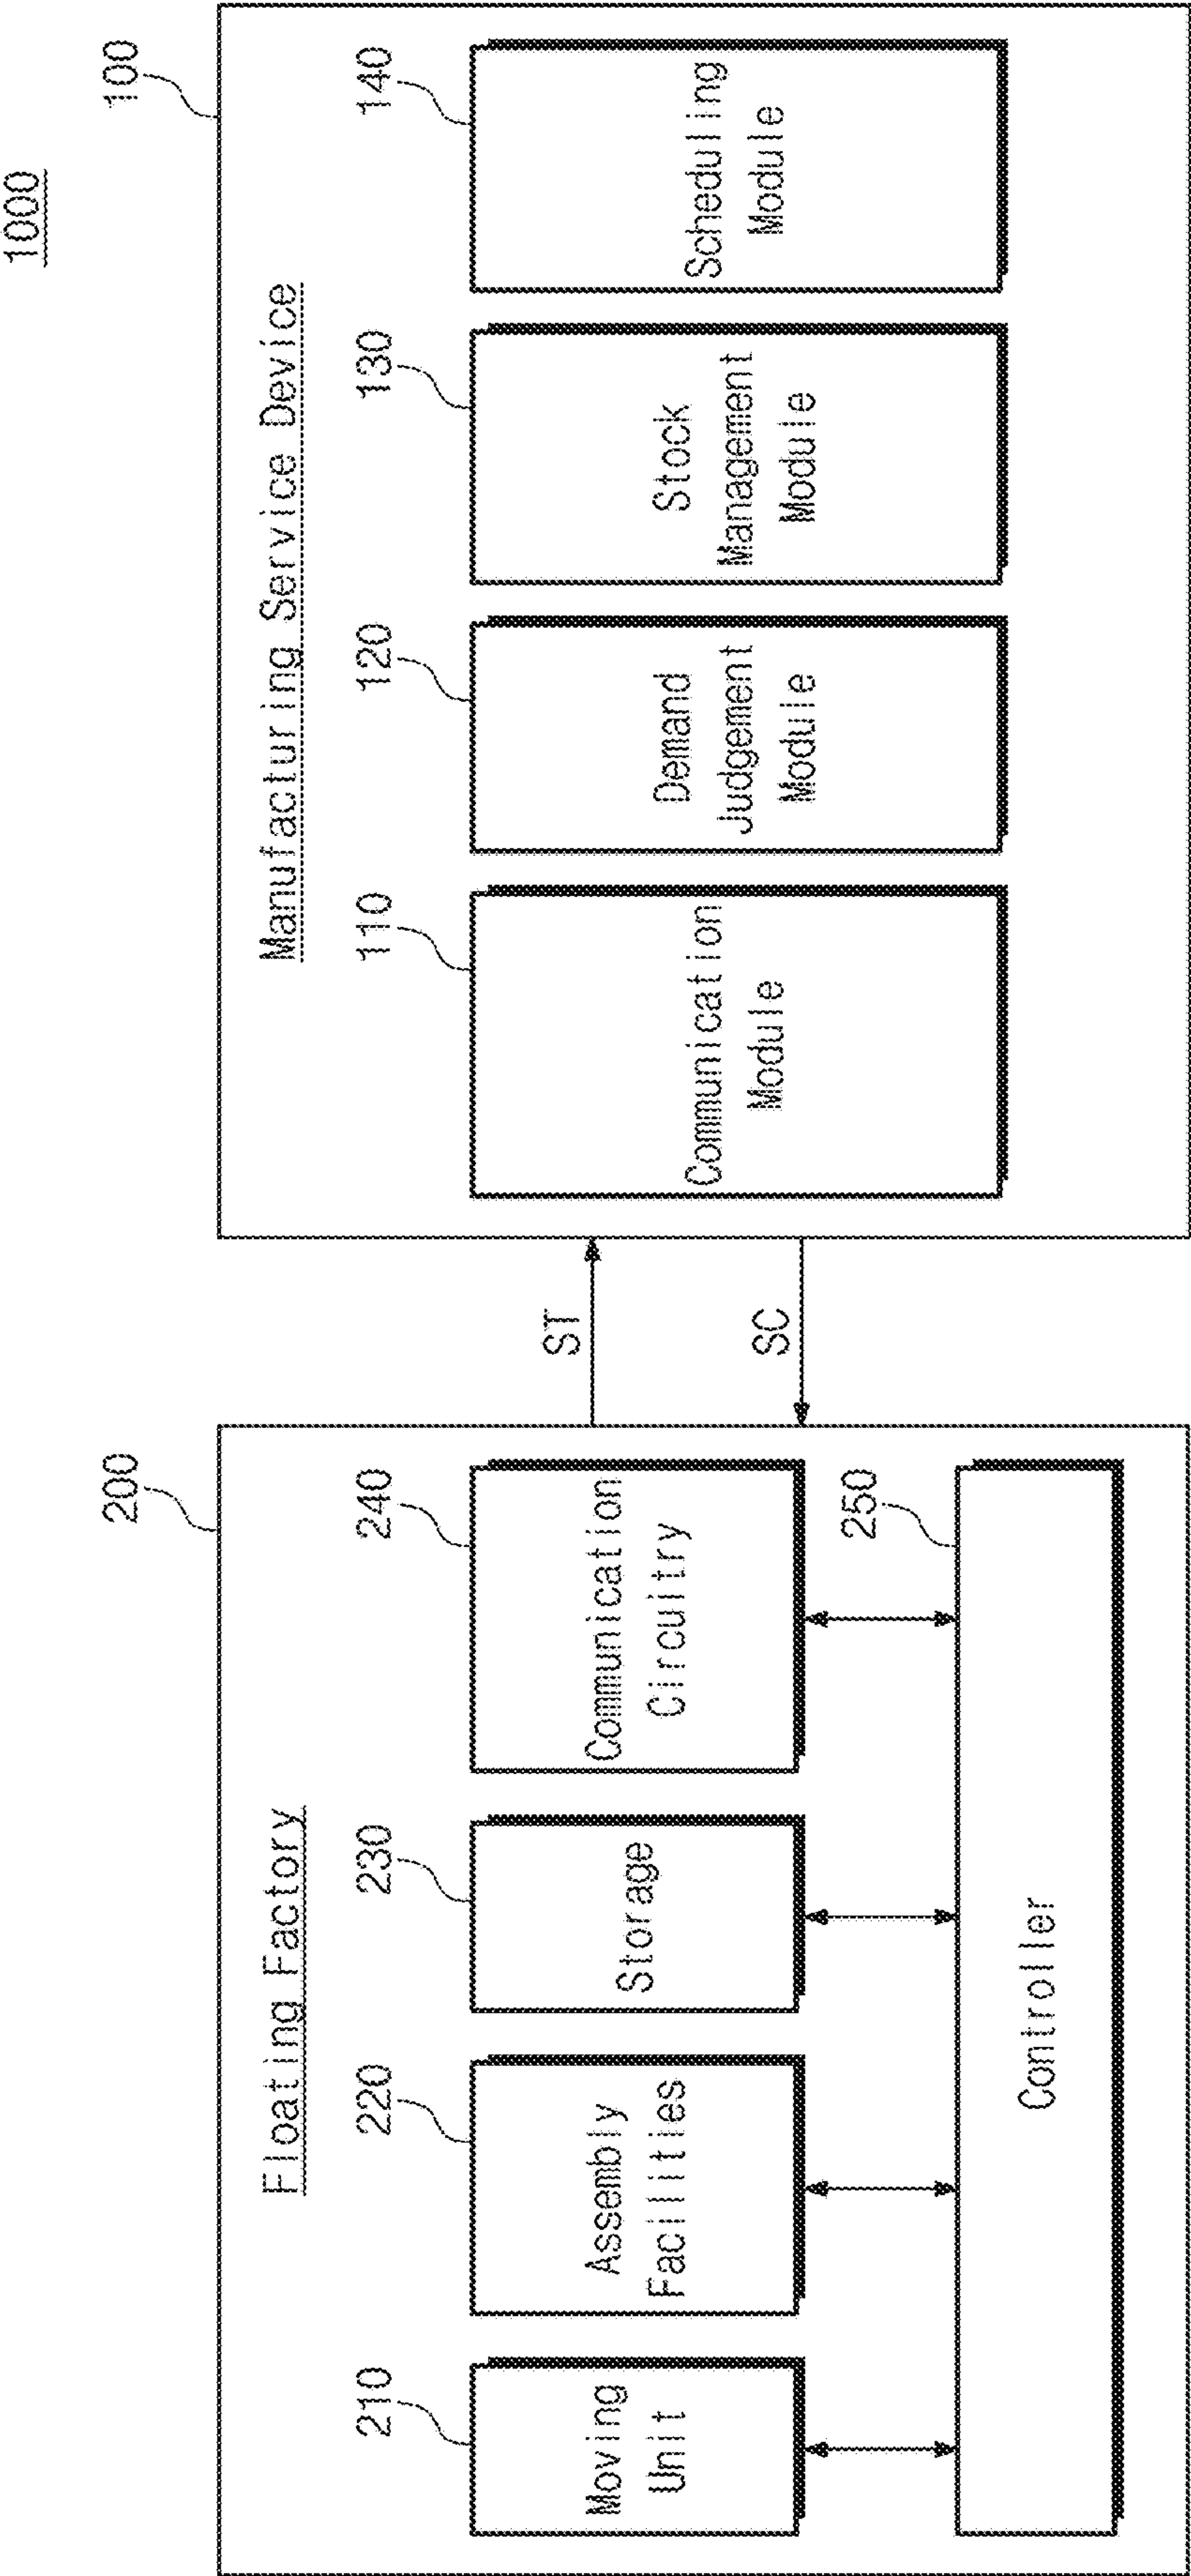 1000
200
Floating Factory
210
Moving
Unit
220
Assembly
Facilities
230
Storage
240
Communication
Circuitry
250
Controller
ST
SC
100
Manufacturing Service Device
110
Communication
Module
120
Demand
Judgement
Module
130
Stock
Management
Module
140
Scheduling
Module